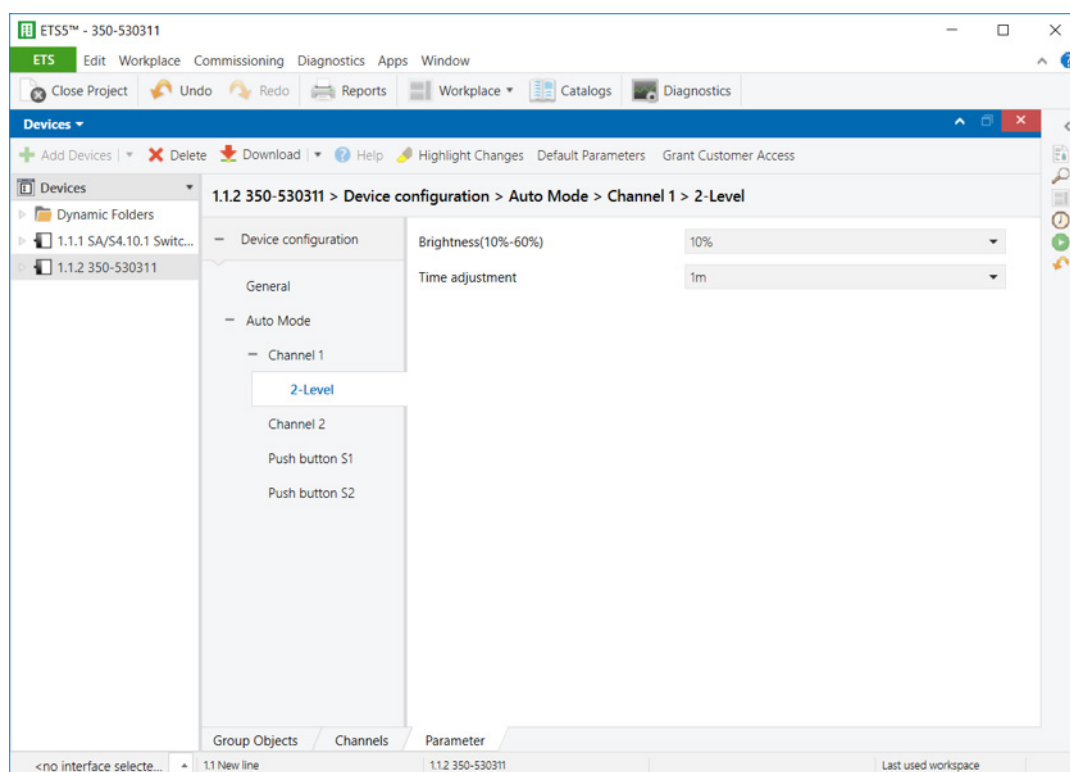 ETS5™ - 350-530311
ETS Edit Workplace Commissioning Diagnostics Apps Window
Close Project Undo Redo Reports Workplace Catalogs Diagnostics
Devices
Add Devices Delete Download Help Highlight Changes Default Parameters Grant Customer Access
Devices
Dynamic Folders
1.1.1 SA/S4.10.1 Switc...
1.1.2 350-530311
1.1.2 350-530311 > Device configuration > Auto Mode > Channel 1 > 2-Level
Device configuration
General
Auto Mode
Channel 1
2-Level
Channel 2
Push button S1
Push button S2
Brightness(10%-60%) 10%
Time adjustment 1m
Group Objects Channels Parameter
<no interface selecte... 1.1 New line 1.1.2 350-530311 Last used workspace